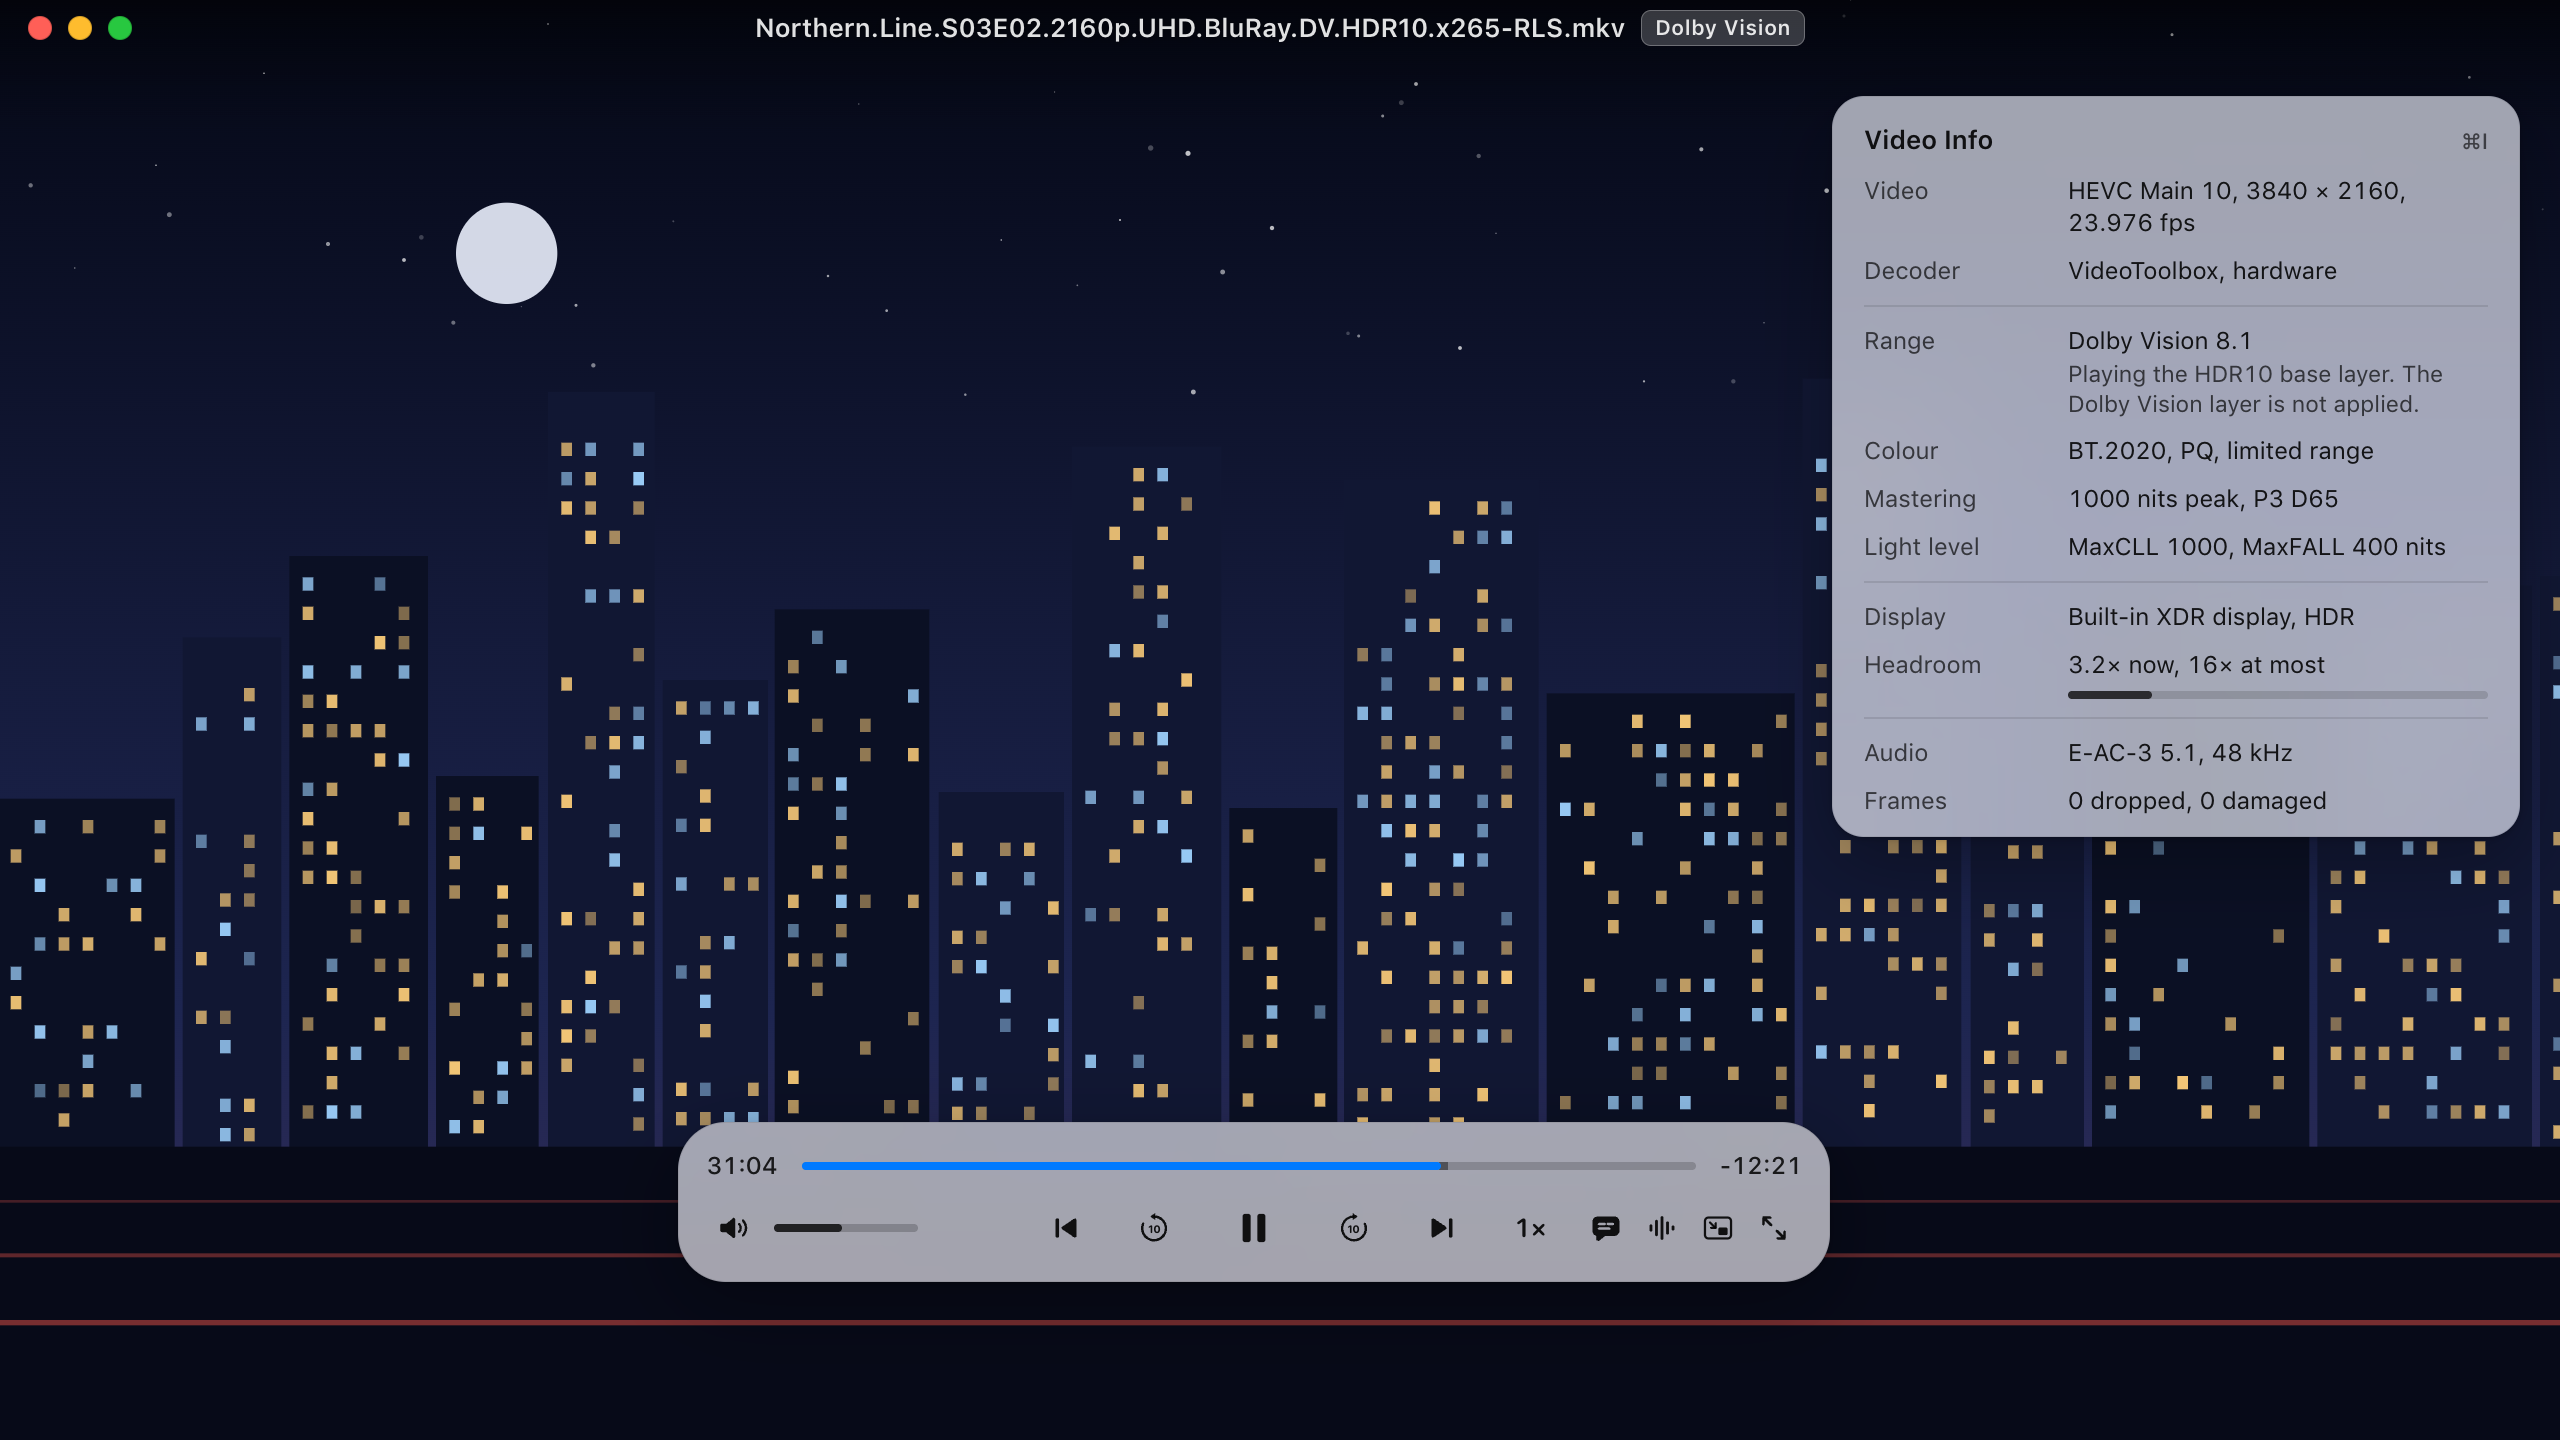 Northern.Line.S03E02.2160p.UHD.BluRay.DV.HDR10.x265-RLS.mkv Dolby Vision
Video Info ⌘I
Video HEVC Main 10, 3840 × 2160,
23.976 fps
Decoder VideoToolbox, hardware
Range Dolby Vision 8.1
Playing the HDR10 base layer. The
Dolby Vision layer is not applied.
Colour BT.2020, PQ, limited range
Mastering 1000 nits peak, P3 D65
Light level MaxCLL 1000, MaxFALL 400 nits
Display Built-in XDR display, HDR
Headroom 3.2× now, 16× at most
Audio E-AC-3 5.1, 48 kHz
Frames 0 dropped, 0 damaged
31:04 -12:21
10 10 1×